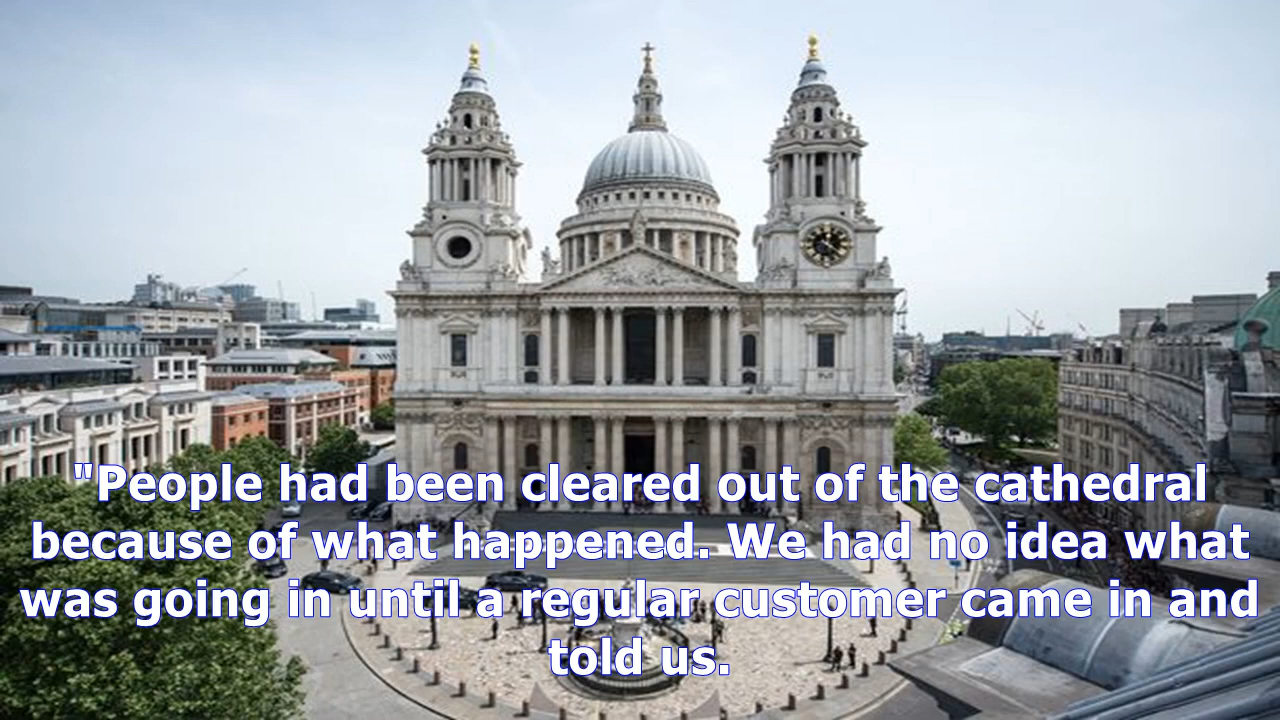 "People had been cleared out of the cathedral
because of what happened. We had no idea what
was going in until a regular customer came in and
told us.